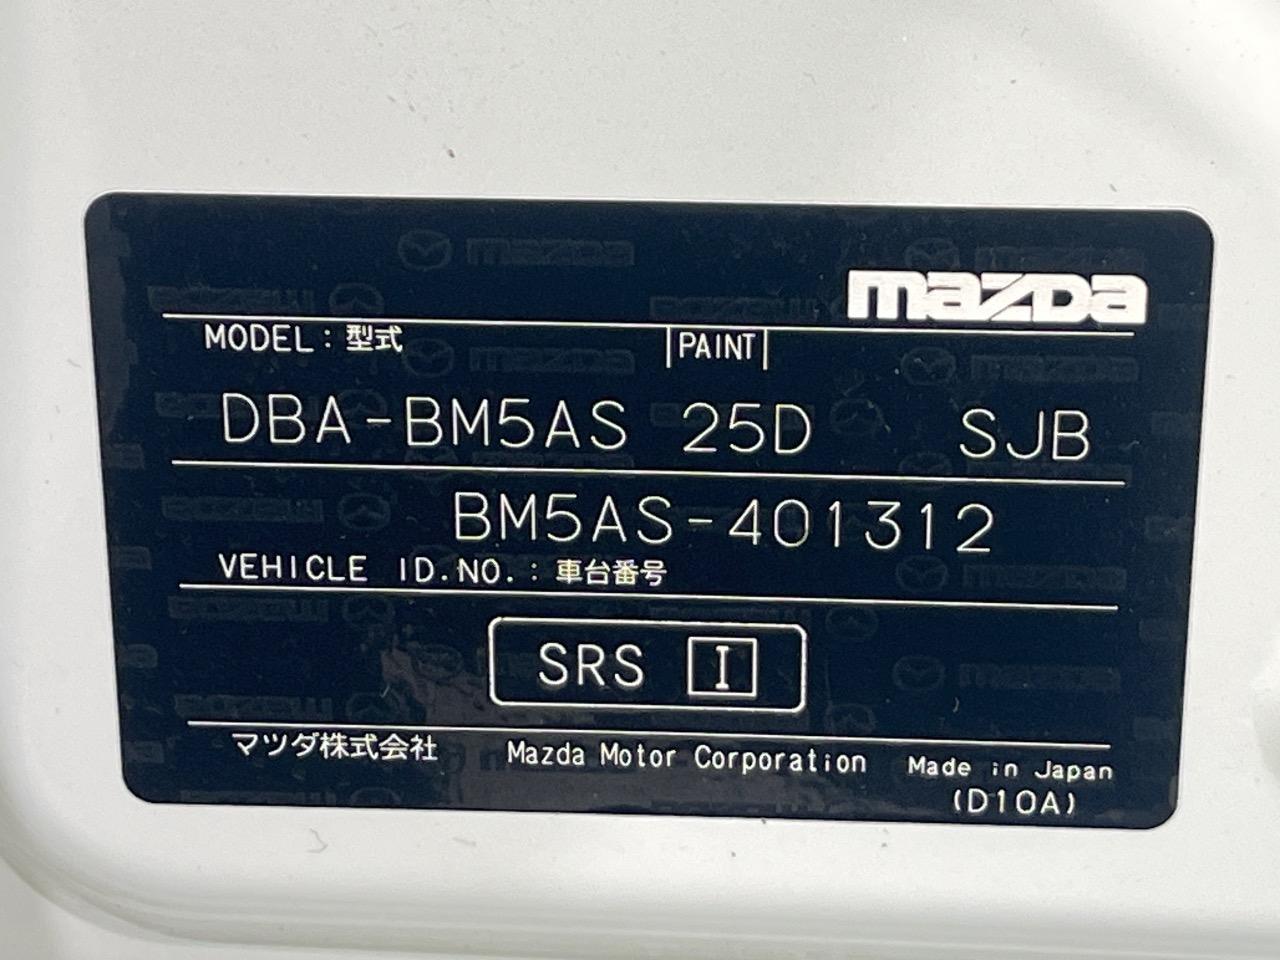 mazda
MODEL : 型式 PAINT
DBA-BM5AS 25D SJB
BM5AS-401312
VEHICLE ID.NO. : 車台番号
SRS I
マツダ株式会社 Mazda Motor Corporation Made in Japan
(D10A)